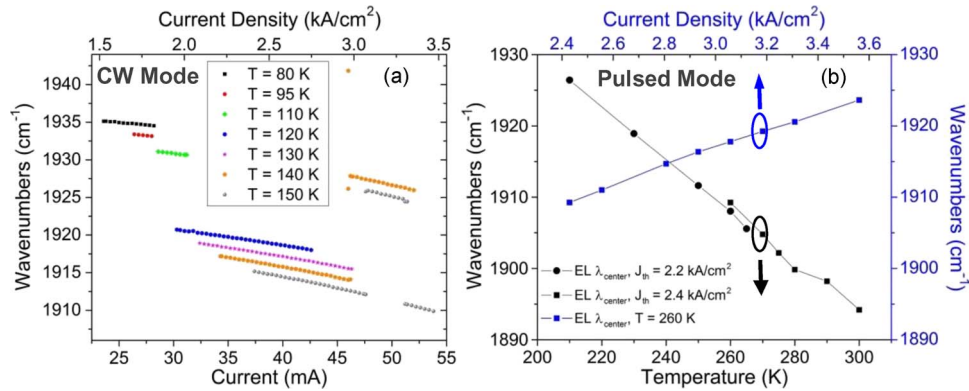 Current Density (kA/cm²)
1.5 2.0 2.5 3.0 3.5
CW Mode
(a)
T = 80 K
T = 95 K
T = 110 K
T = 120 K
T = 130 K
T = 140 K
T = 150 K
Wavenumbers (cm⁻¹)
1940
1935
1930
1925
1920
1915
1910
25 30 35 40 45 50 55
Current (mA)
Current Density (kA/cm²)
2.4 2.6 2.8 3.0 3.2 3.4 3.6
Pulsed Mode
(b)
Wavenumbers (cm⁻¹)
1930
1920
1910
1900
1890
EL λcenter, Jth = 2.2 kA/cm²
EL λcenter, Jth = 2.4 kA/cm²
EL λcenter, T = 260 K
200 220 240 260 280 300
Temperature (K)
1930
1920
1910
1900
1890
Wavenumbers (cm⁻¹)